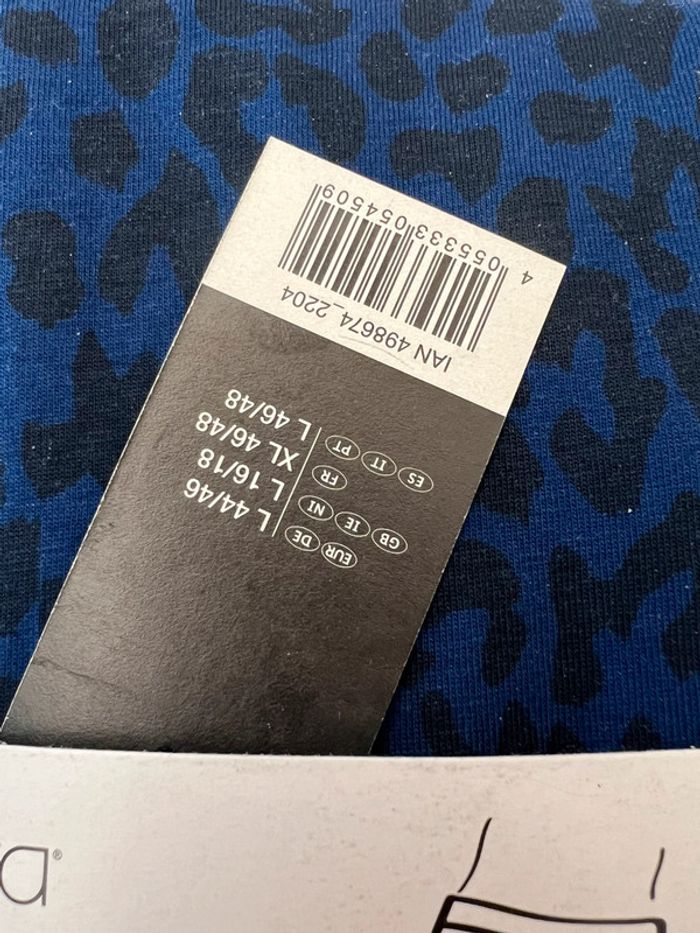 EUR DE L 44/46
GB IE NI L 16/18
FR XL 46/48
ES IT PT L 46/48
IAN 498674_2204
4 055333 054509
a®